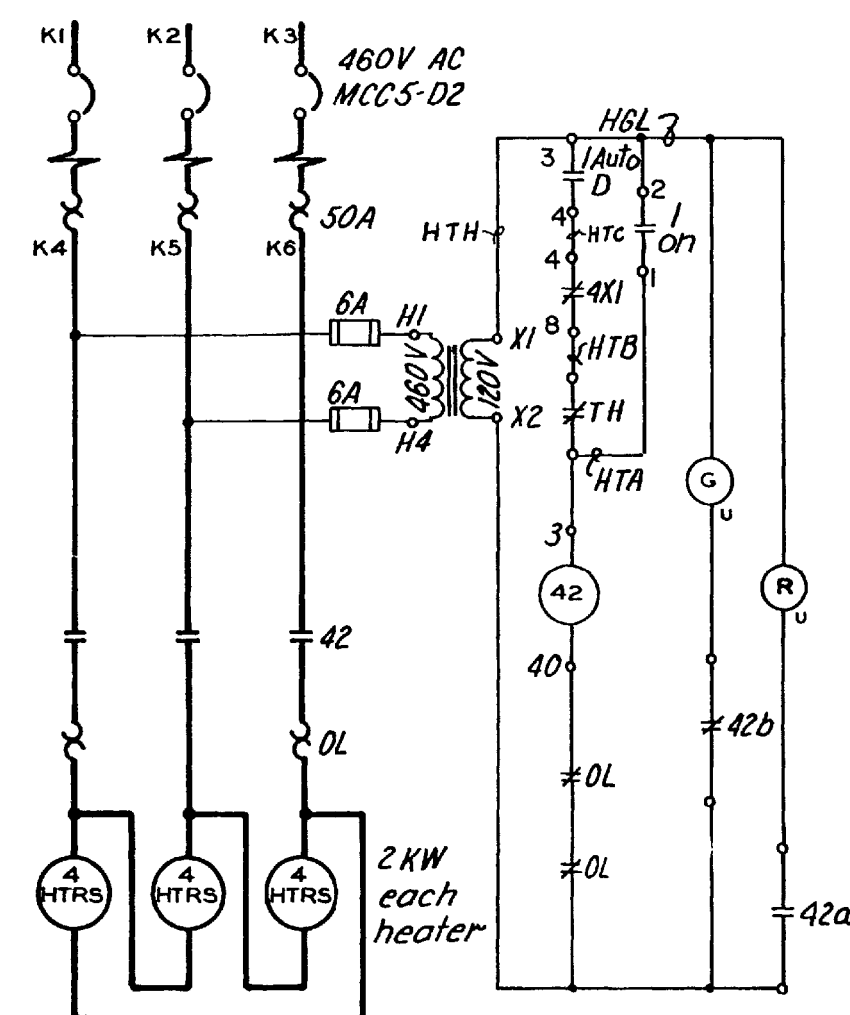 K1 K2 K3
460V AC
MCC5-D2
50A
K4 K5 K6
6A
H1
460V
120V
X1
6A
H4
X2
HTH
HGL
3
1 Auto
D
2
4
HTC
1
on
4
1
4X1
8
HTB
TH
HTA
3
42
40
OL
OL
G
U
R
U
42b
42a
42
OL
4
HTRS
4
HTRS
4
HTRS
2 KW
each
heater